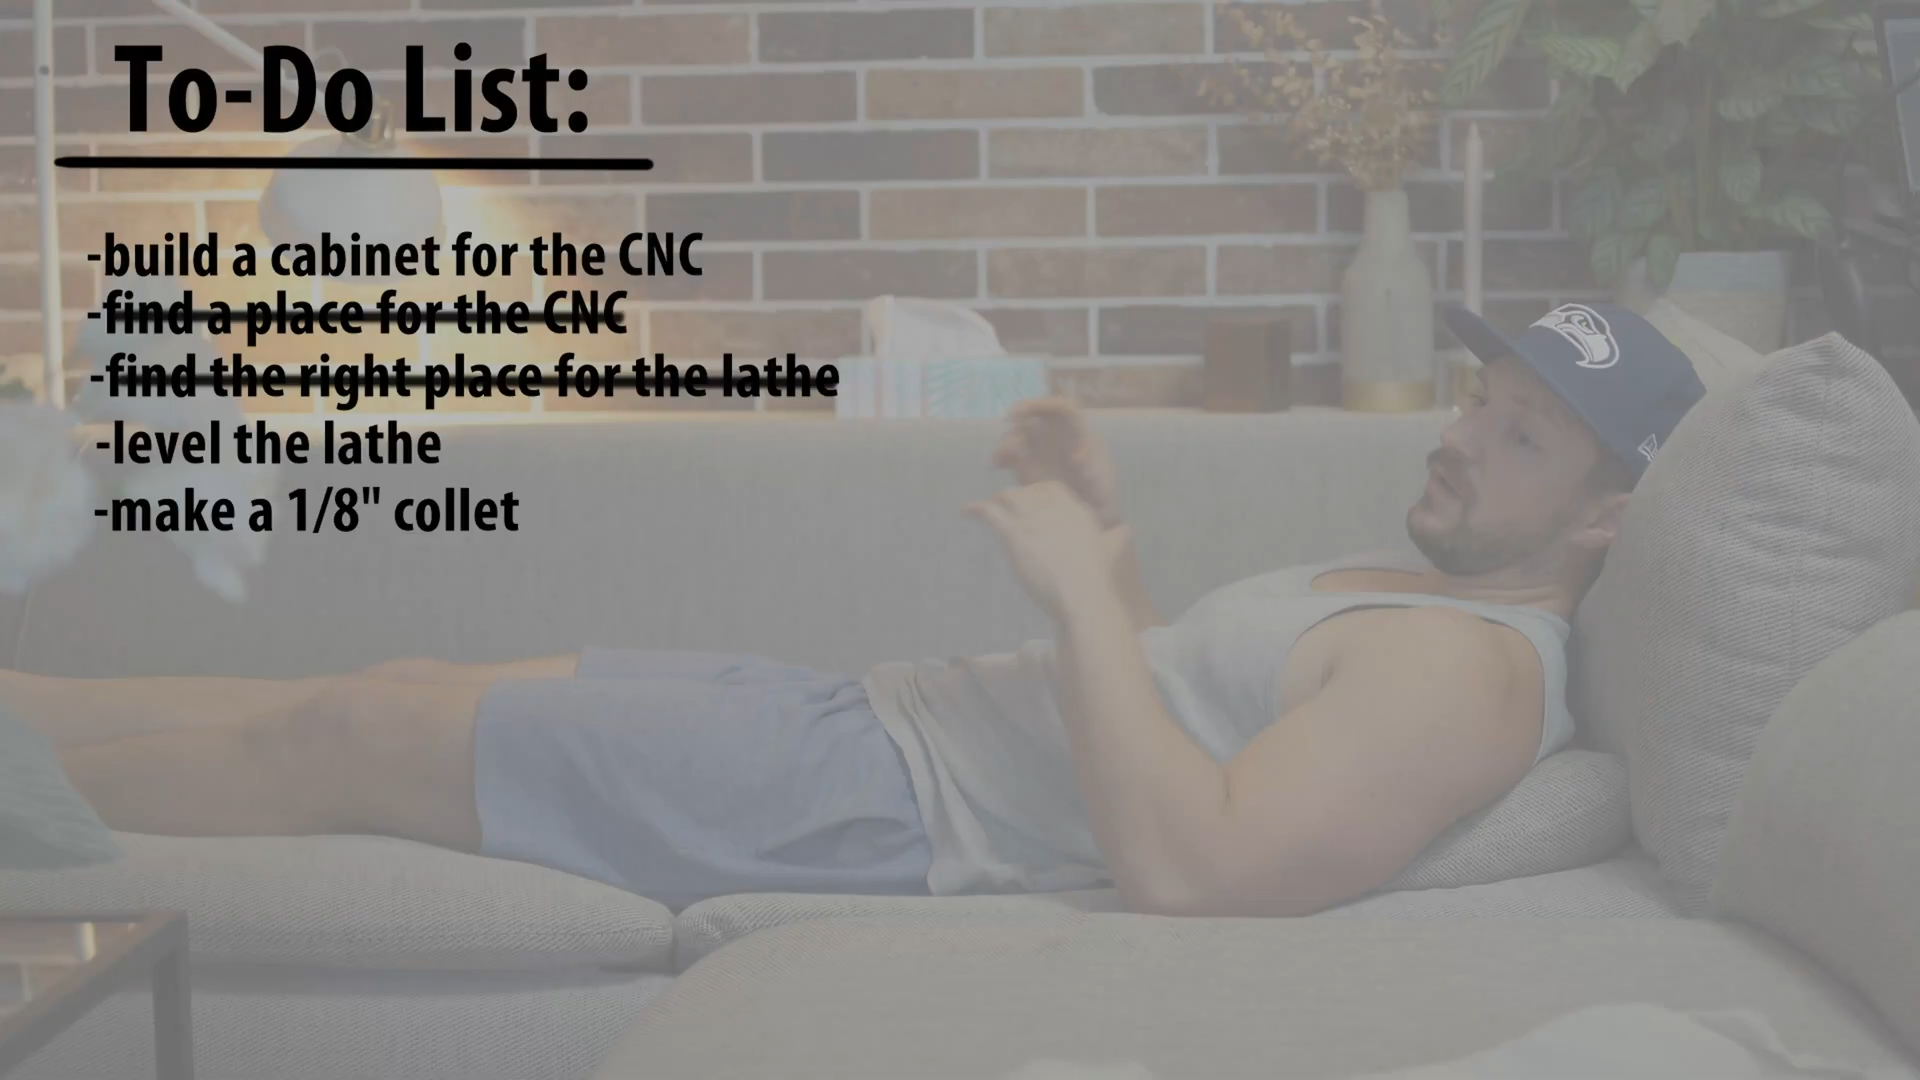 To-Do List:
-build a cabinet for the CNC
-find a place for the CNC
-find the right place for the lathe
-level the lathe
-make a 1/8" collet